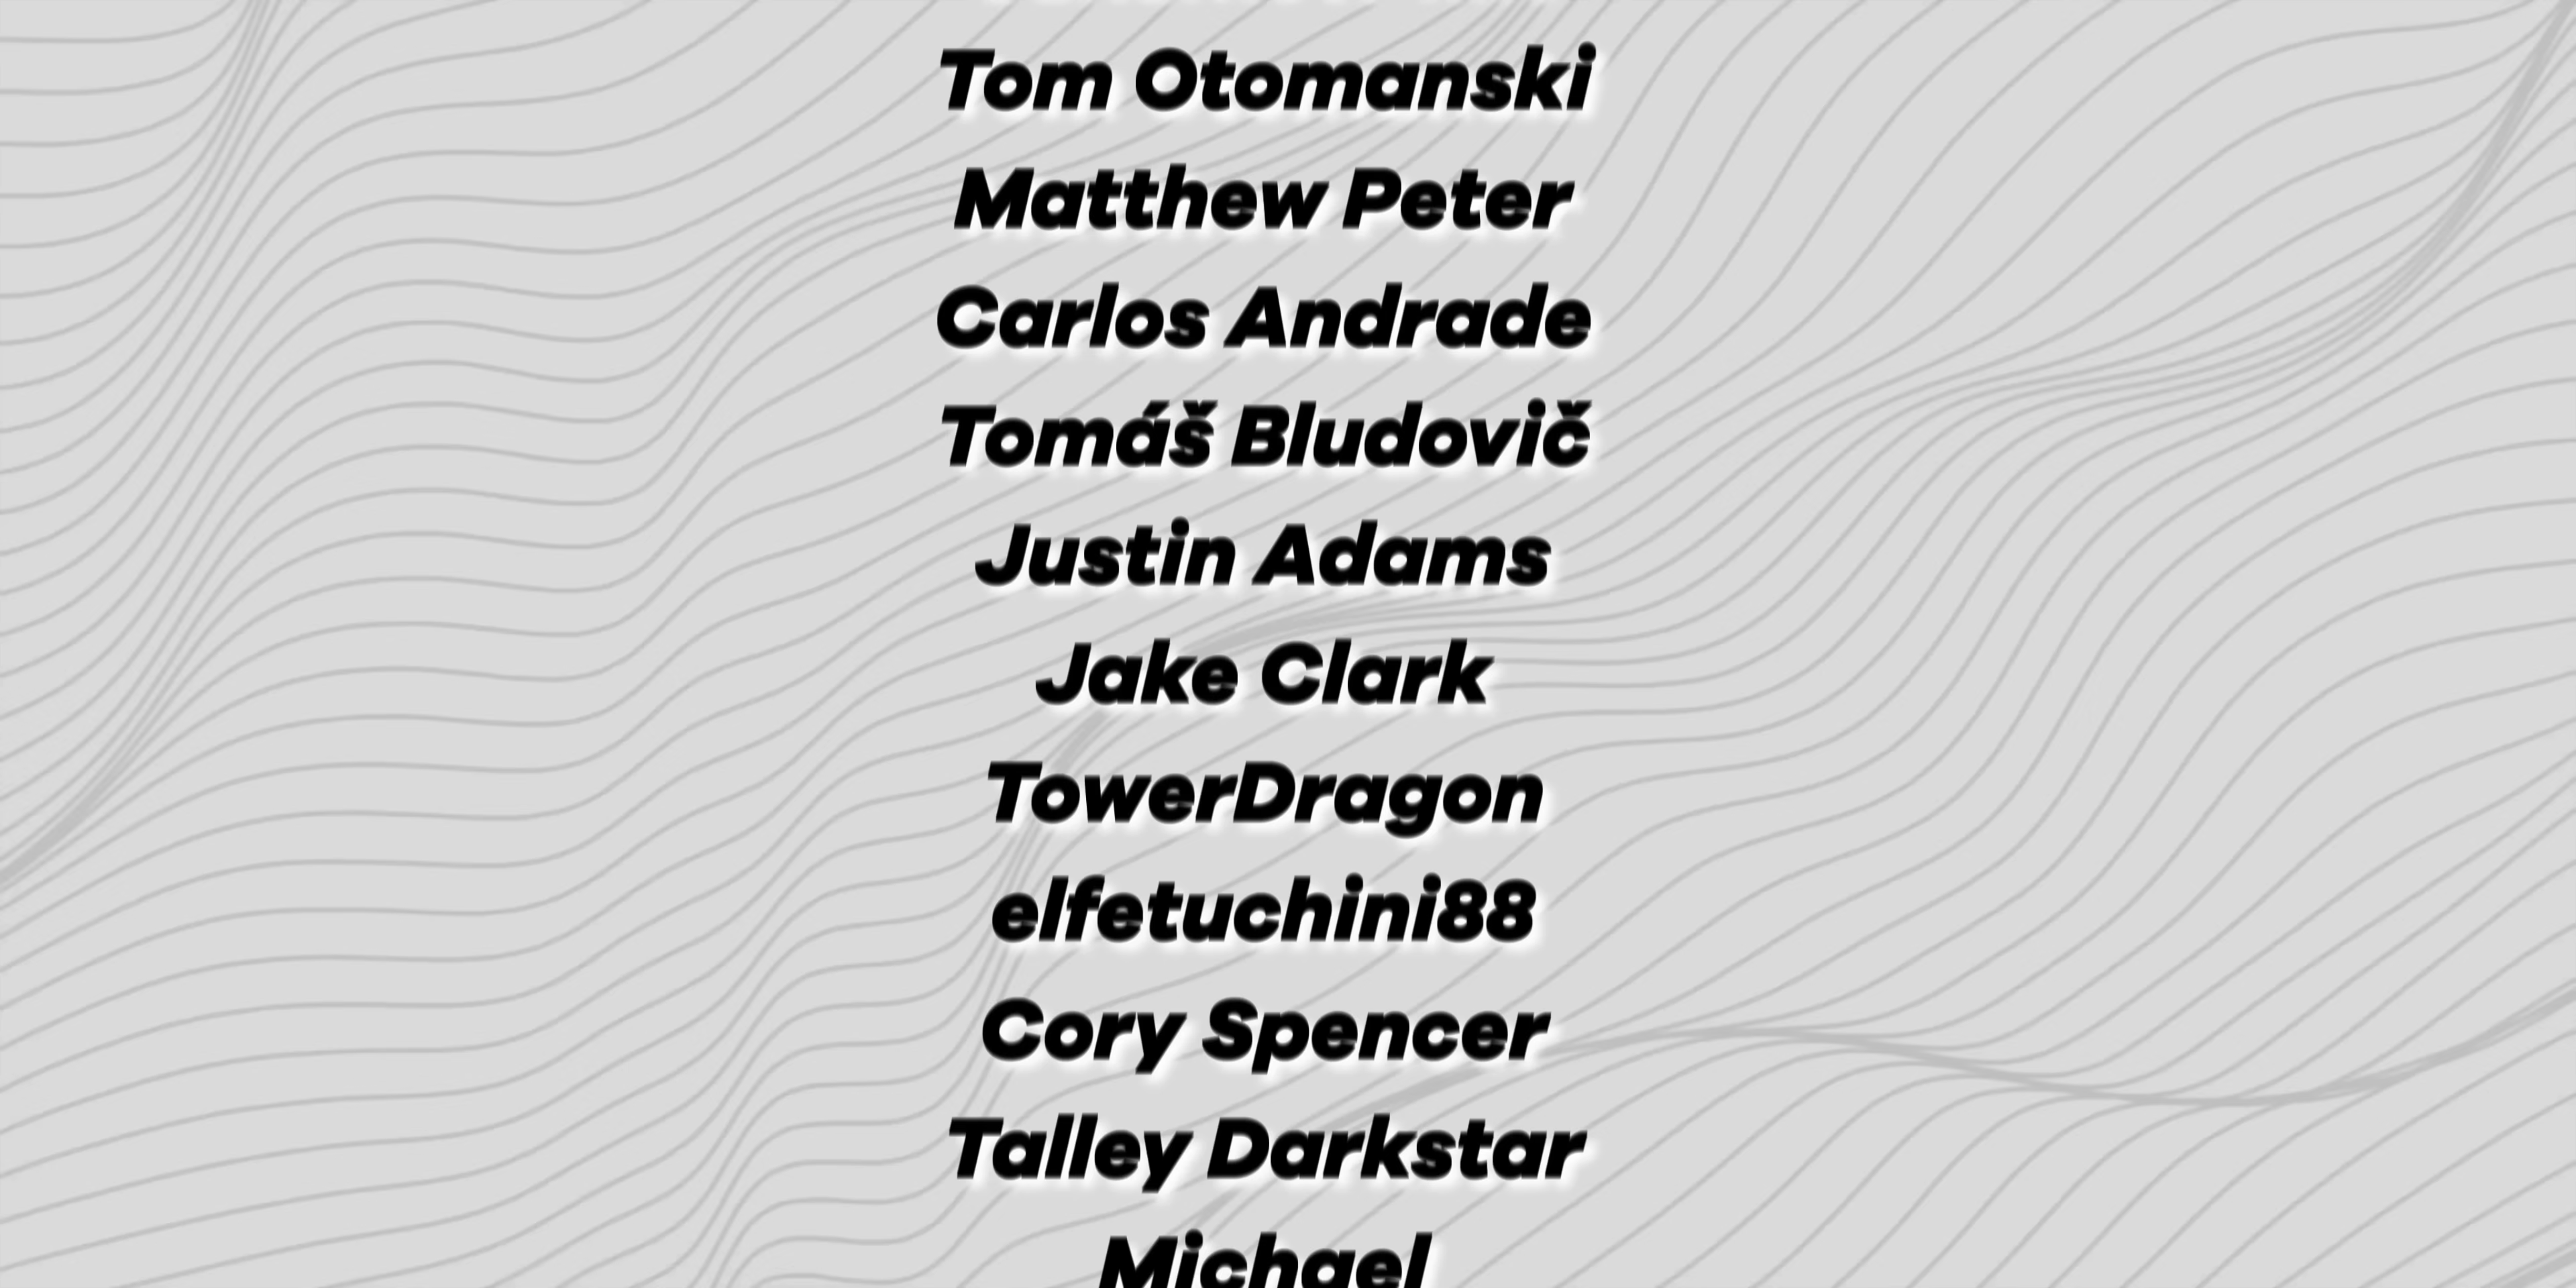 Tom Otomanski
Matthew Peter
Carlos Andrade
Tomáš Bludovič
Justin Adams
Jake Clark
TowerDragon
elfetuchini88
Cory Spencer
Talley Darkstar
Michael